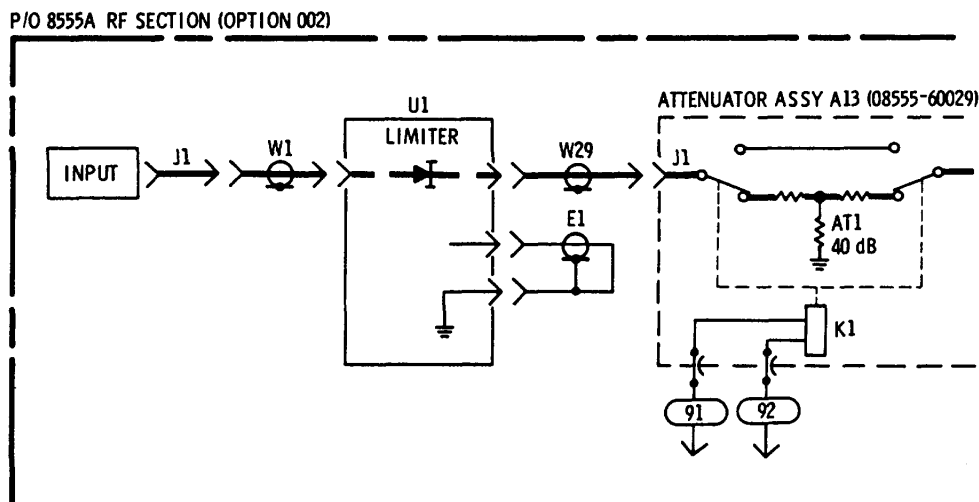 P/O 8555A RF SECTION (OPTION 002)
ATTENUATOR ASSY A13 (08555-60029)
U1
LIMITER
INPUT
J1
W1
W29
J1
E1
AT1
40 dB
K1
91
92